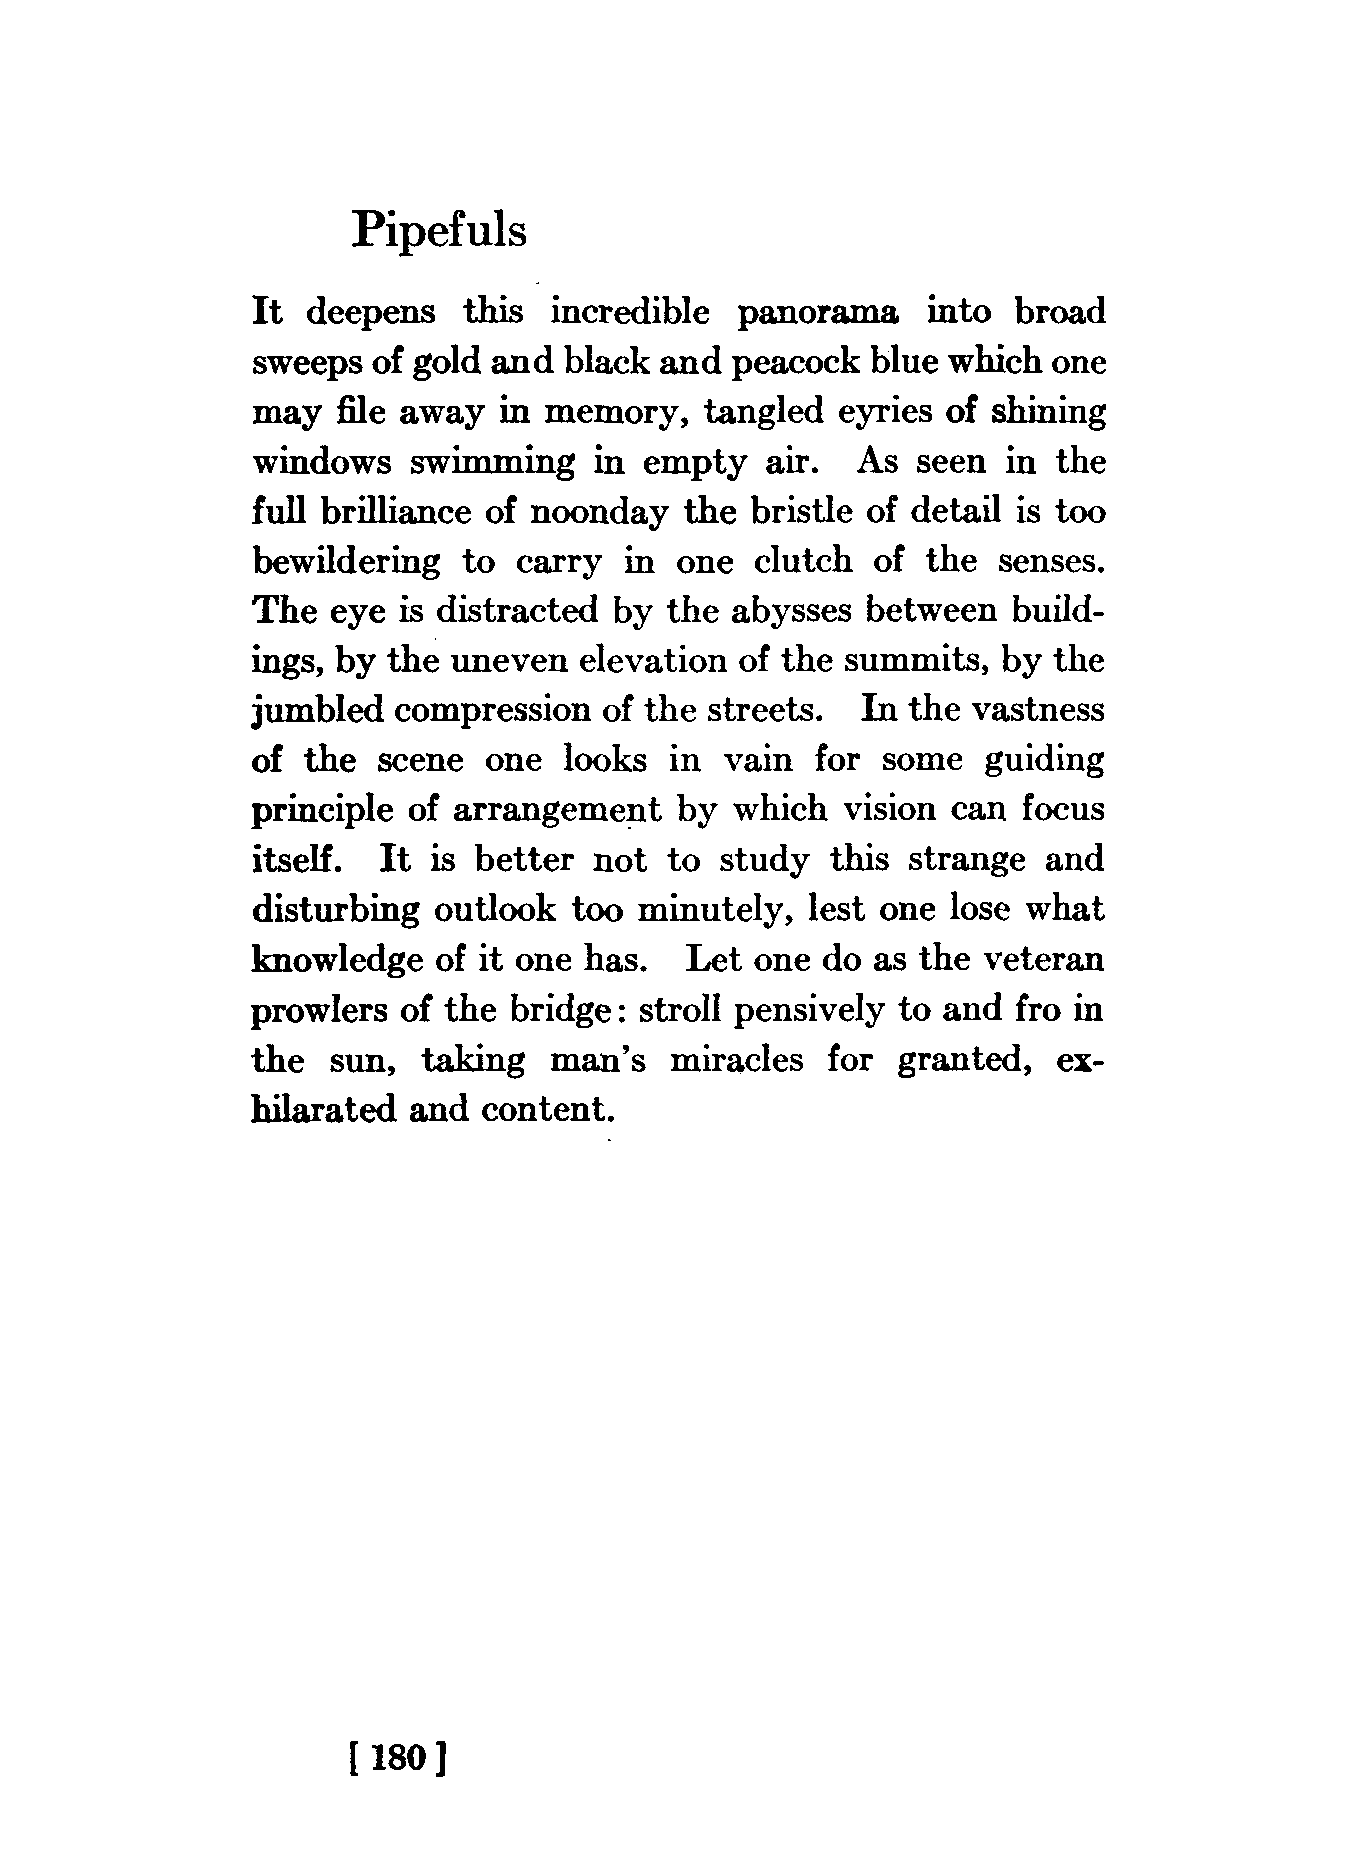 Pipefuls
It deepens this incredible panorama into broad
sweeps of gold and black and peacock blue which one
may file away in memory, tangled eyries of shining
windows swimming in empty air. As seen in the
full brilliance of noonday the bristle of detail is too
bewildering to carry in one clutch of the senses.
The eye is distracted by the abysses between build-
ings, by the uneven elevation of the summits, by the
jumbled compression of the streets. In the vastness
of the scene one looks in vain for some guiding
principle of arrangement by which vision can focus
itself. It is better not to study this strange and
disturbing outlook too minutely, lest one lose what
knowledge of it one has. Let one do as the veteran
prowlers of the bridge: stroll pensively to and fro in
the sun, taking man's miracles for granted, ex-
hilarated and content.
[ 180 ]